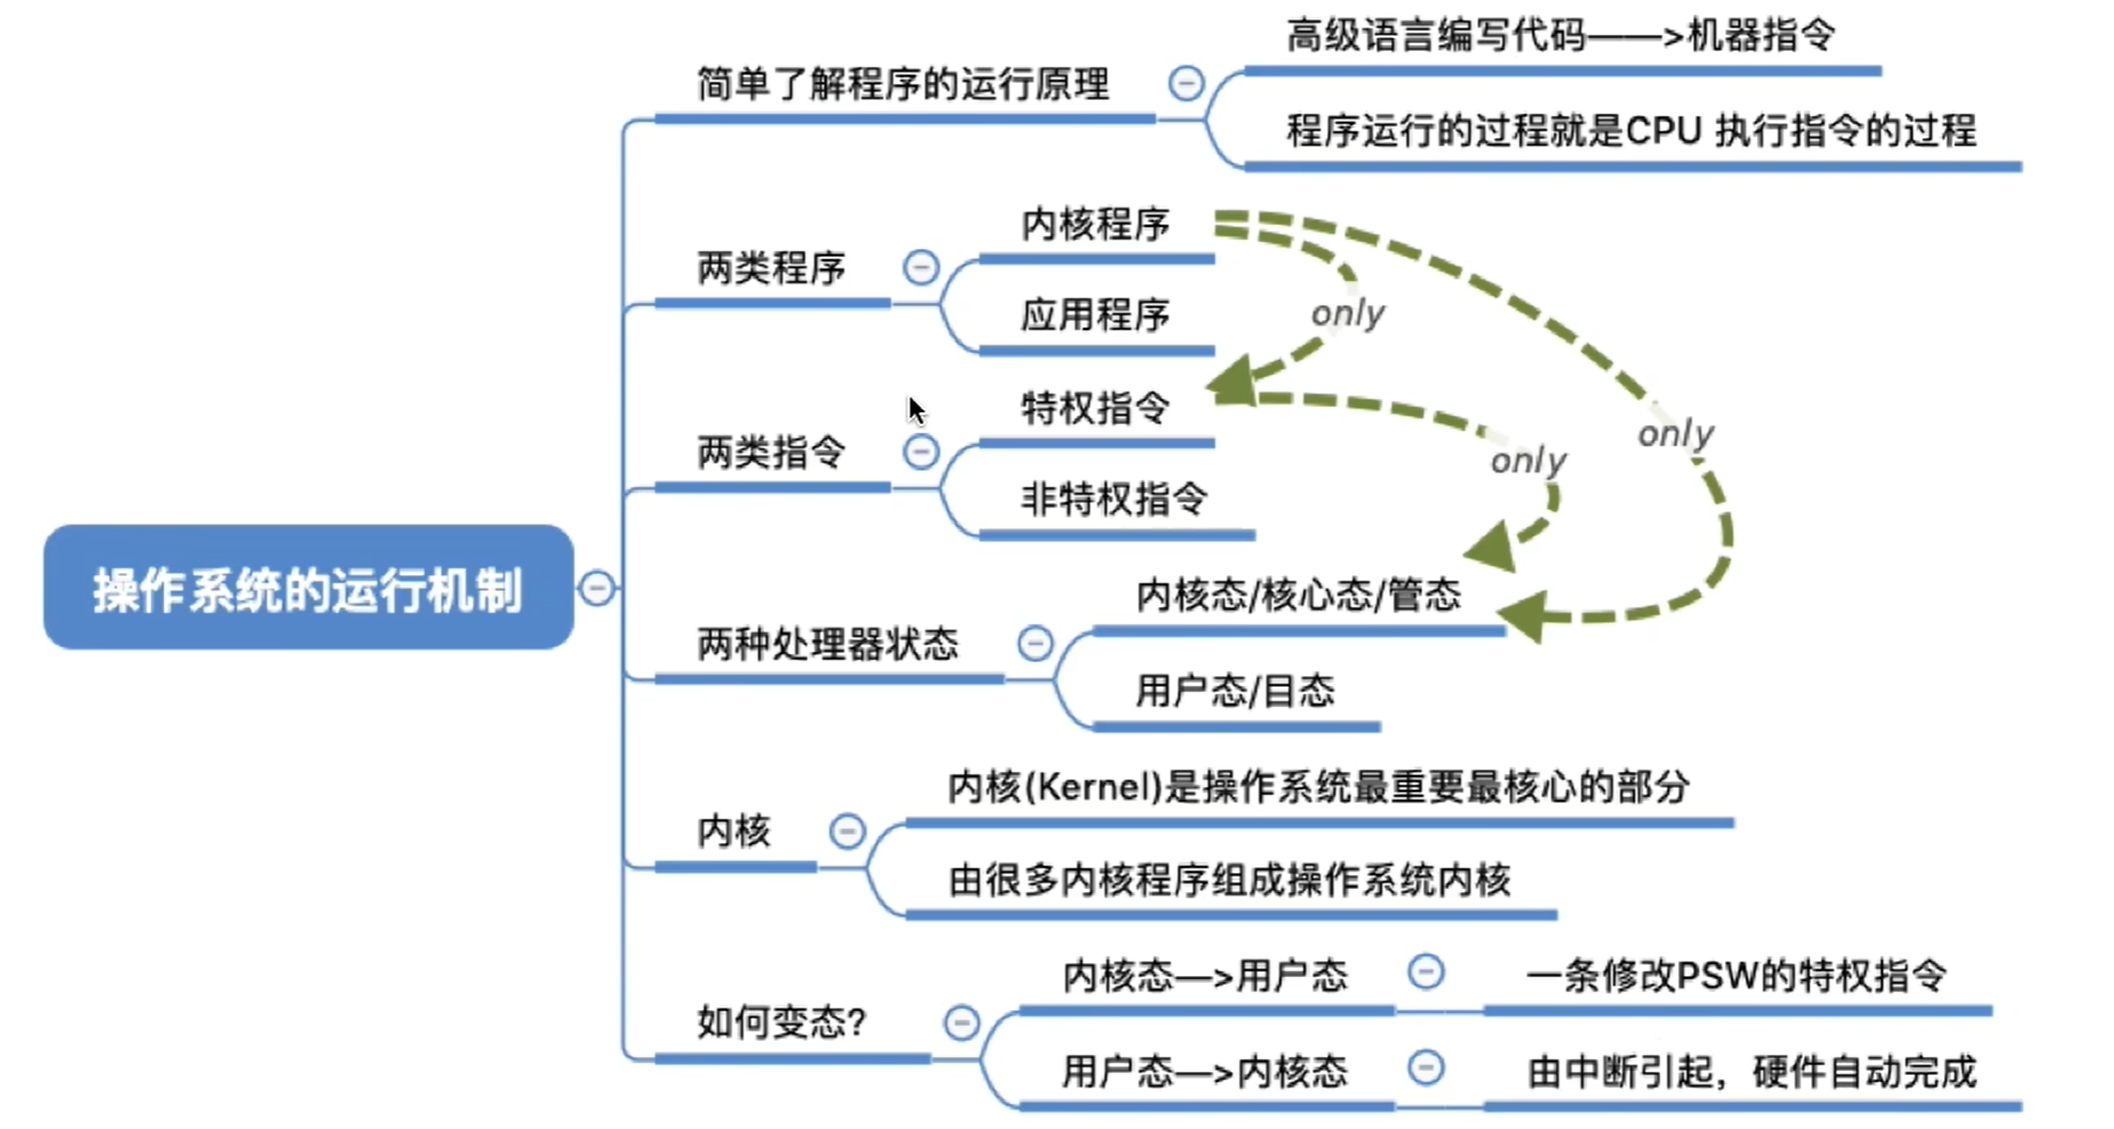 高级语言编写代码——>机器指令
简单了解程序的运行原理
程序运行的过程就是CPU 执行指令的过程
内核程序
两类程序
应用程序
only
特权指令
only
两类指令
only
非特权指令
操作系统的运行机制
内核态/核心态/管态
两种处理器状态
用户态/目态
内核(Kernel)是操作系统最重要最核心的部分
内核
由很多内核程序组成操作系统内核
内核态—>用户态
一条修改PSW的特权指令
如何变态?
用户态—>内核态
由中断引起，硬件自动完成